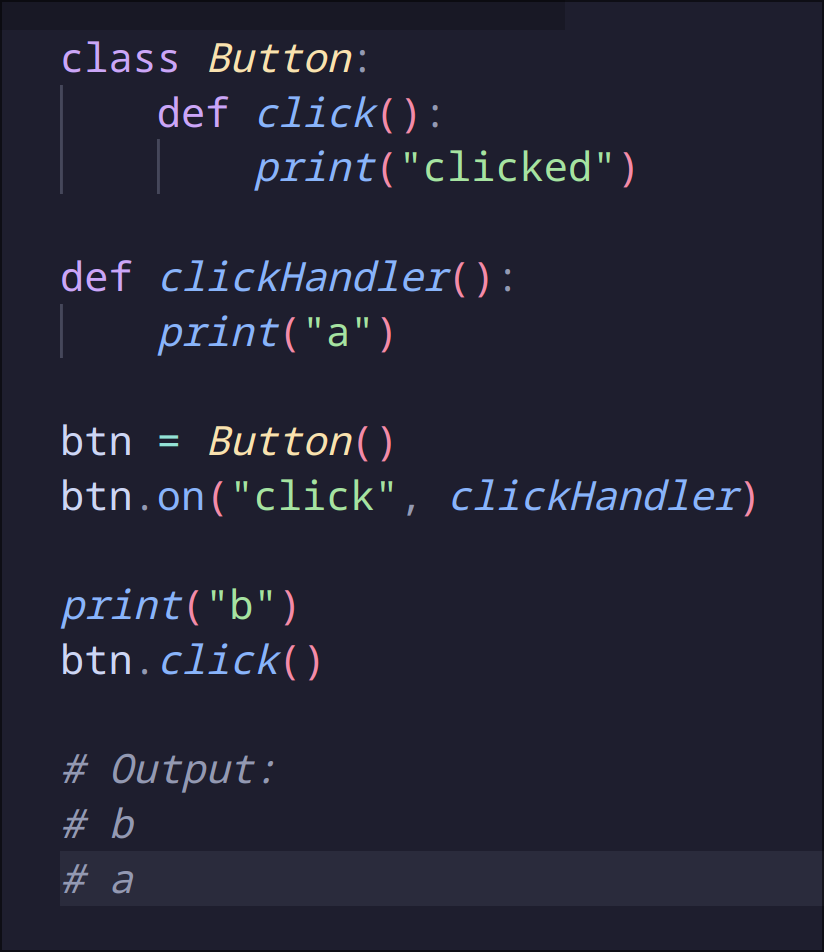 class Button:
    def click():
        print("clicked")

def clickHandler():
    print("a")

btn = Button()
btn.on("click", clickHandler)

print("b")
btn.click()

# Output:
# b
# a